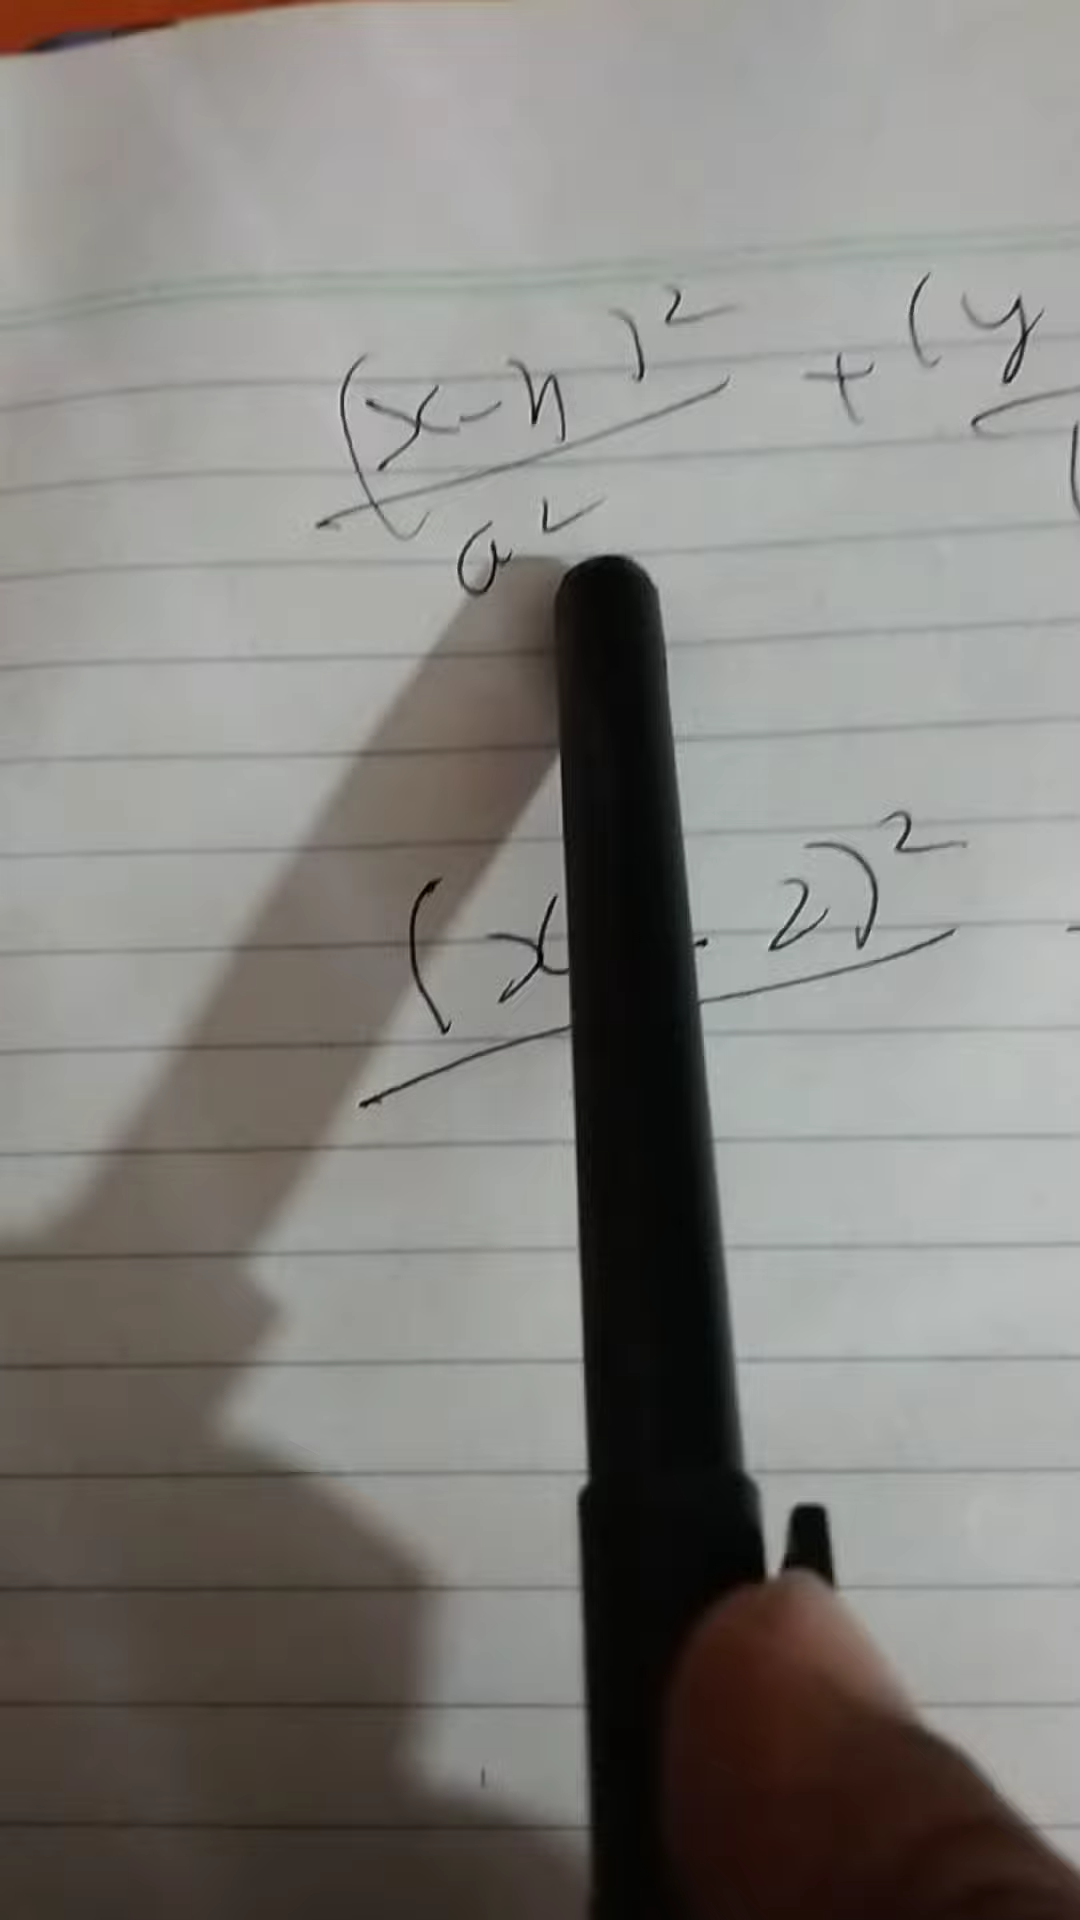 (x-h)² + (y
a²
(x - 2)²